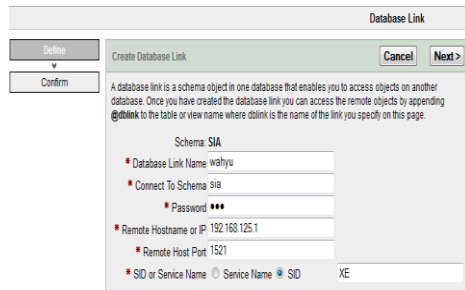 Database Link
Define
Confirm
Create Database Link
Cancel
Next>
A database link is a schema object in one database that enables you to access objects on another
database. Once you have created the database link you can access the remote objects by appending
@dblink to the table or view name where dblink is the name of the link you specify on this page.
Schema: SIA
* Database Link Name wahyu
* Connect To Schema sia
* Password •••
* Remote Hostname or IP 192.168.125.1
* Remote Host Port 1521
* SID or Service Name Service Name SID XE